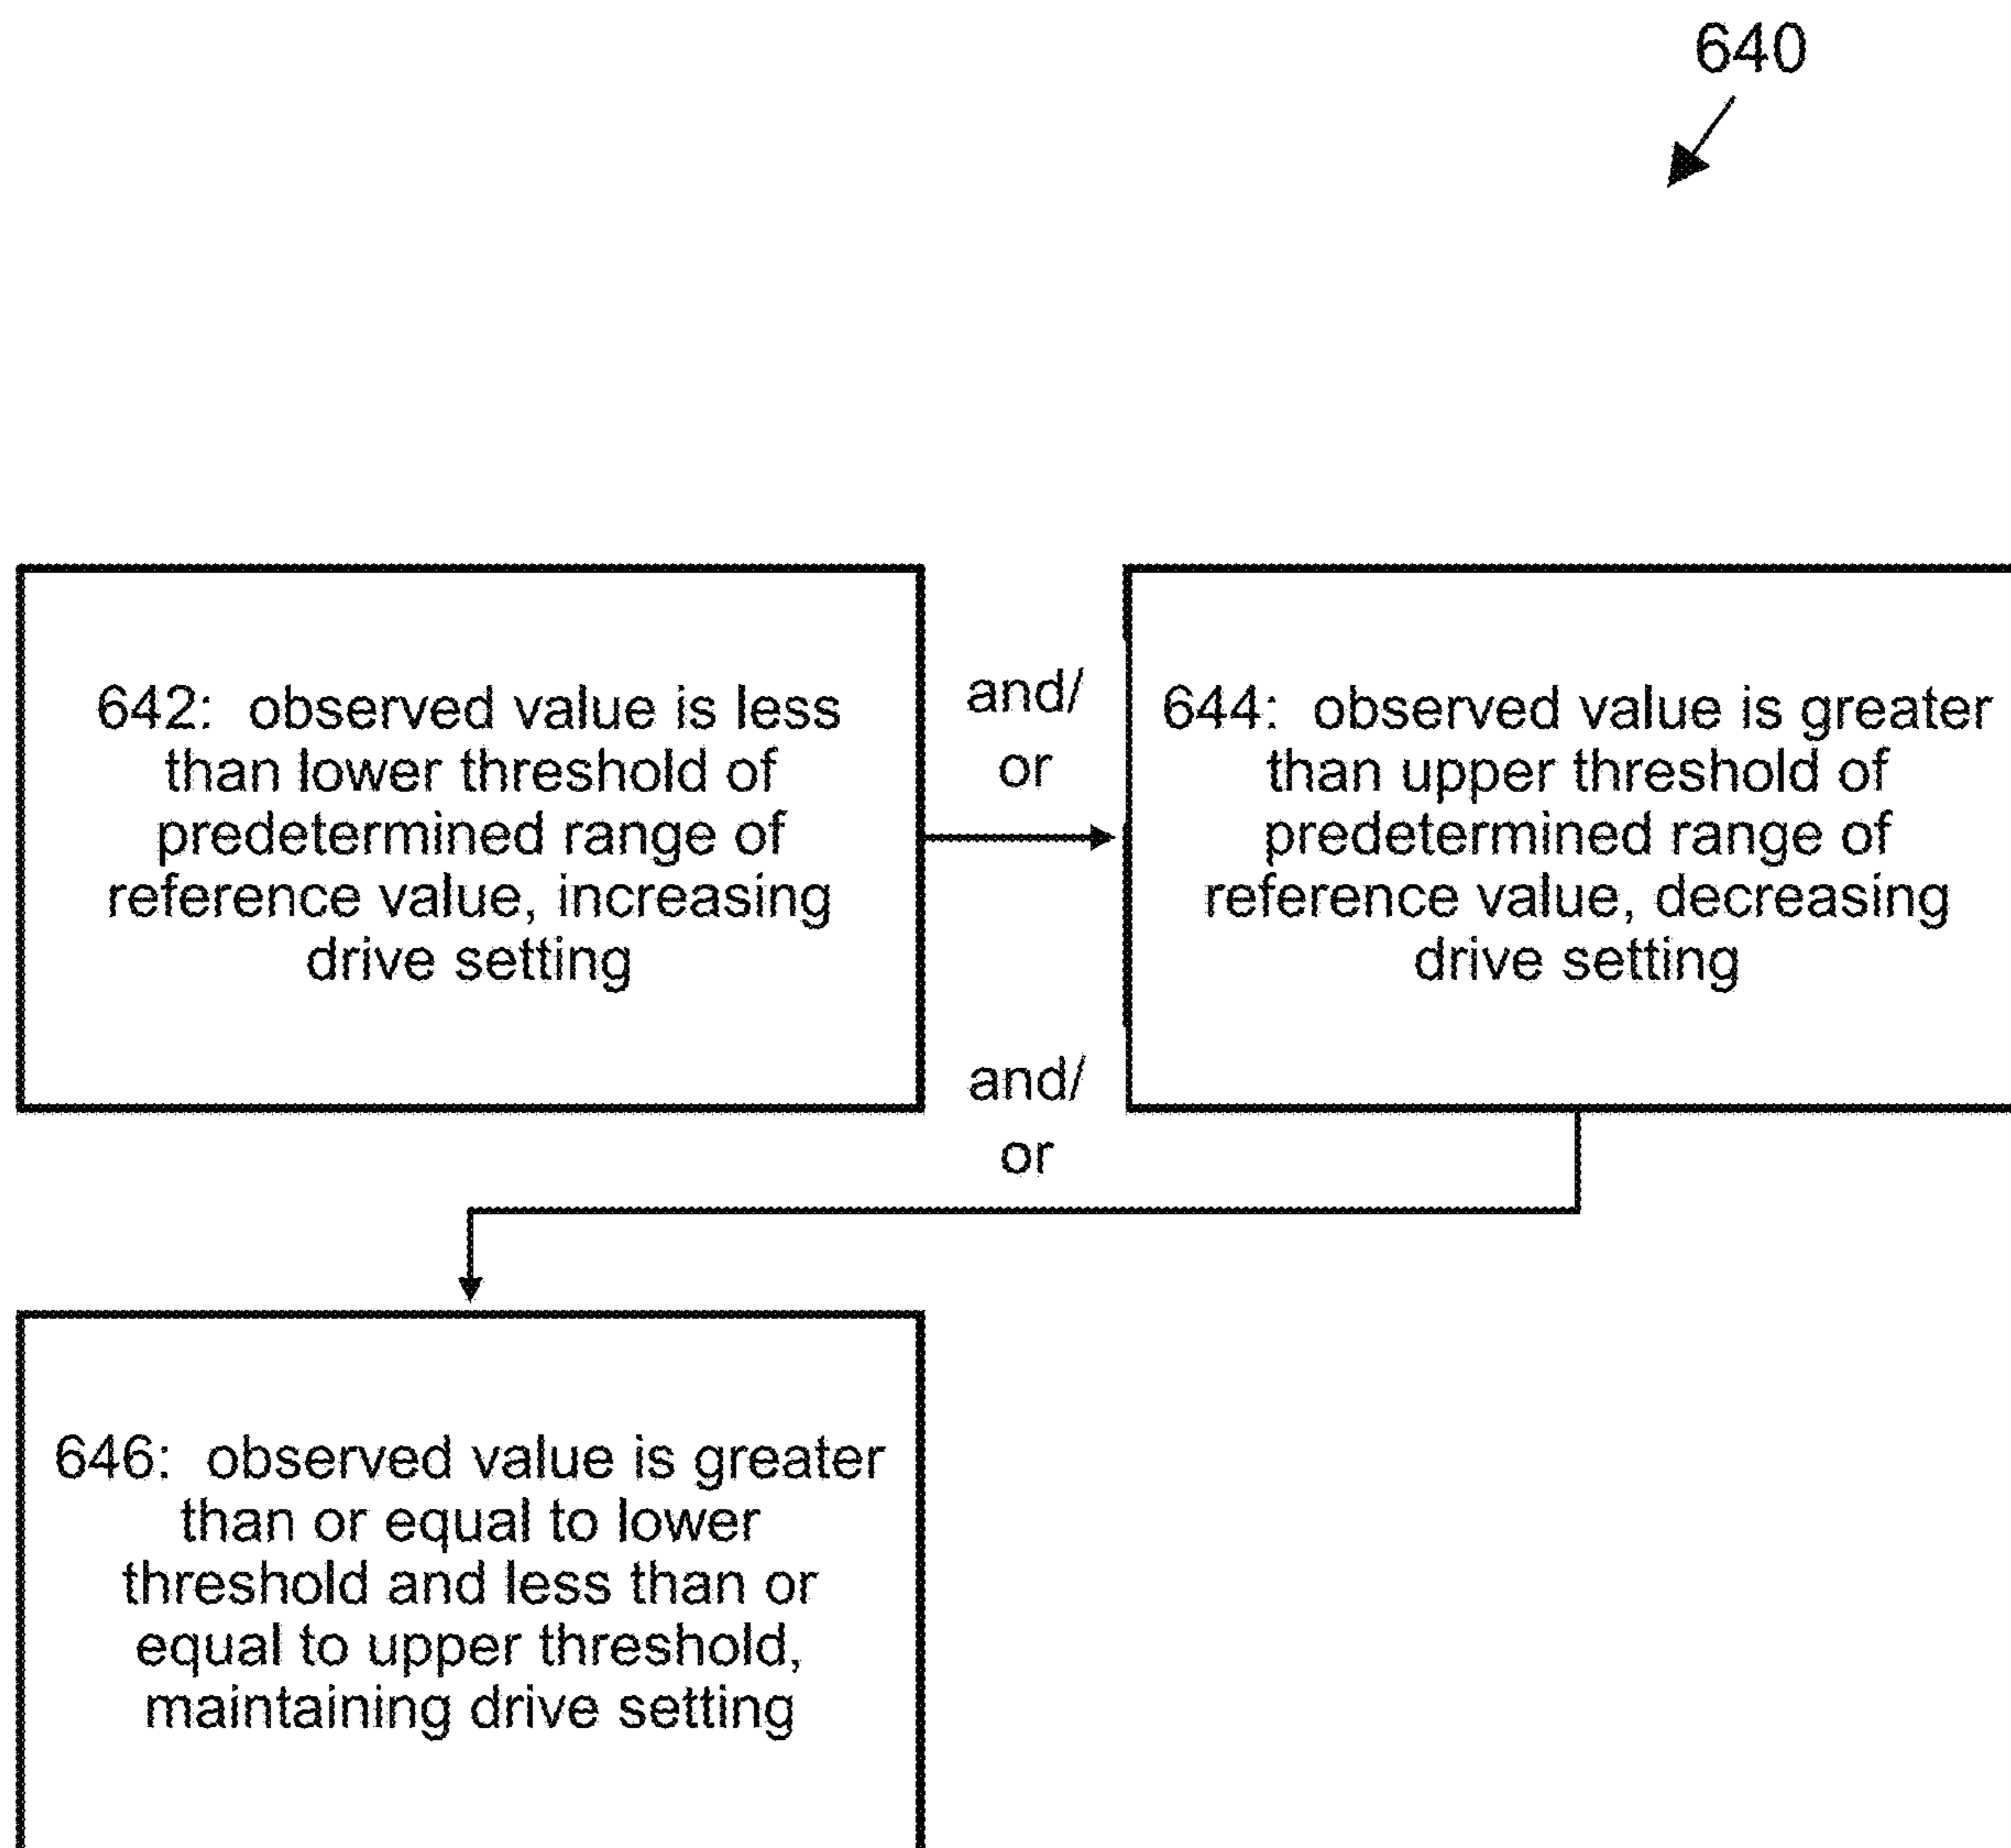 640
642: observed value is less
than lower threshold of
predetermined range of
reference value, increasing
drive setting
and/
or
644: observed value is greater
than upper threshold of
predetermined range of
reference value, decreasing
drive setting
and/
or
646: observed value is greater
than or equal to lower
threshold and less than or
equal to upper threshold,
maintaining drive setting